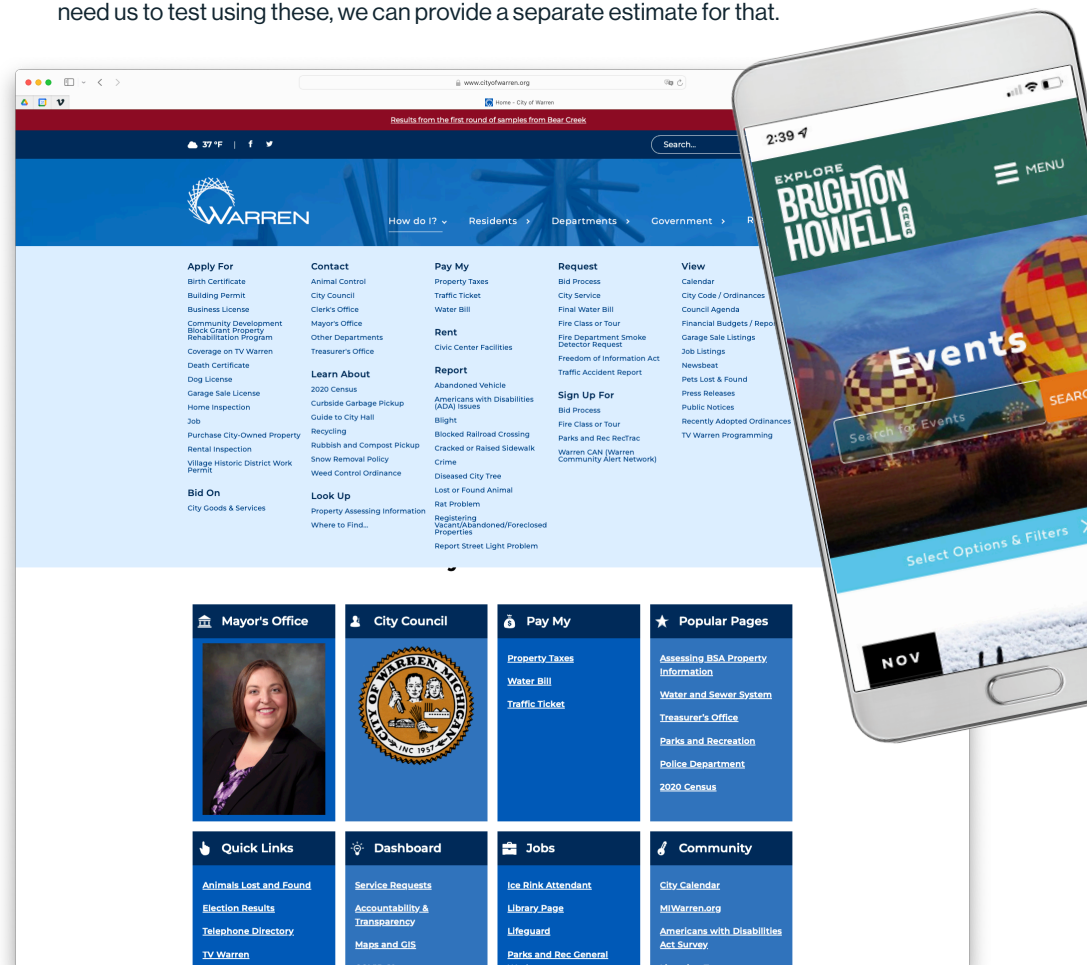 need us to test using these, we can provide a separate estimate for that.
www.cityofwarren.org
Home – City of Warren
Results from the first round of samples from Bear Creek
37 °F
Search...
WARREN
How do I?
Residents
Departments
Government
Apply For
Birth Certificate
Building Permit
Business License
Community Development
Block Grant Property
Rehabilitation Program
Coverage on TV Warren
Death Certificate
Dog License
Garage Sale License
Home Inspection
Job
Purchase City-Owned Property
Rental Inspection
Village Historic District Work
Permit
Bid On
City Goods & Services
Contact
Animal Control
City Council
Clerk's Office
Mayor's Office
Other Departments
Treasurer's Office
Learn About
2020 Census
Curbside Garbage Pickup
Guide to City Hall
Recycling
Rubbish and Compost Pickup
Snow Removal Policy
Weed Control Ordinance
Look Up
Property Assessing Information
Where to Find...
Pay My
Property Taxes
Traffic Ticket
Water Bill
Rent
Civic Center Facilities
Report
Abandoned Vehicle
Americans with Disabilities
(ADA) Issues
Blight
Blocked Railroad Crossing
Cracked or Raised Sidewalk
Crime
Diseased City Tree
Lost or Found Animal
Rat Problem
Registering
Vacant/Abandoned/Foreclosed
Properties
Report Street Light Problem
Request
Bid Process
City Service
Final Water Bill
Fire Class or Tour
Fire Department Smoke
Detector Request
Freedom of Information Act
Traffic Accident Report
Sign Up For
Bid Process
Fire Class or Tour
Parks and Rec RecTrac
Warren CAN (Warren
Community Alert Network)
View
Calendar
City Code / Ordinances
Council Agenda
Financial Budgets /
Garage Sale Listings
Job Listings
Newsbeat
Pets Lost & Found
Press Releases
Public Notices
Recently Adopted Ordinances
TV Warren Programming
Mayor's Office
City Council
CITY OF WARREN, MICHIGAN
INC 1957
Pay My
Property Taxes
Water Bill
Traffic Ticket
Popular Pages
Assessing BSA Property
Information
Water and Sewer System
Treasurer's Office
Parks and Recreation
Police Department
2020 Census
Quick Links
Animals Lost and Found
Election Results
Telephone Directory
TV Warren
Dashboard
Service Requests
Accountability &
Transparency
Maps and GIS
Jobs
Ice Rink Attendant
Library Page
Lifeguard
Parks and Rec General
Community
City Calendar
MIWarren.org
Americans with Disabilities
Act Survey
2:39
EXPLORE
BRIGHTON
HOWELL AREA
MENU
Events
Search for Events
SEARC
Select Options & Filters
NOV